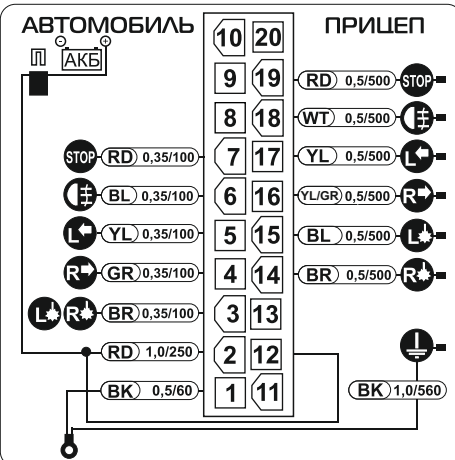 АВТОМОБИЛЬ ПРИЦЕП
АКБ
10 20
9 19 RD 0,5/500 STOP
8 18 WT 0,5/500
STOP RD 0,35/100 7 17 YL 0,5/500 L
BL 0,35/100 6 16 YL/GR 0,5/500 R
L YL 0,35/100 5 15 BL 0,5/500 L
R GR 0,35/100 4 14 BR 0,5/500 R
L R BR 0,35/100 3 13
RD 1,0/250 2 12
BK 0,5/60 1 11 BK 1,0/560